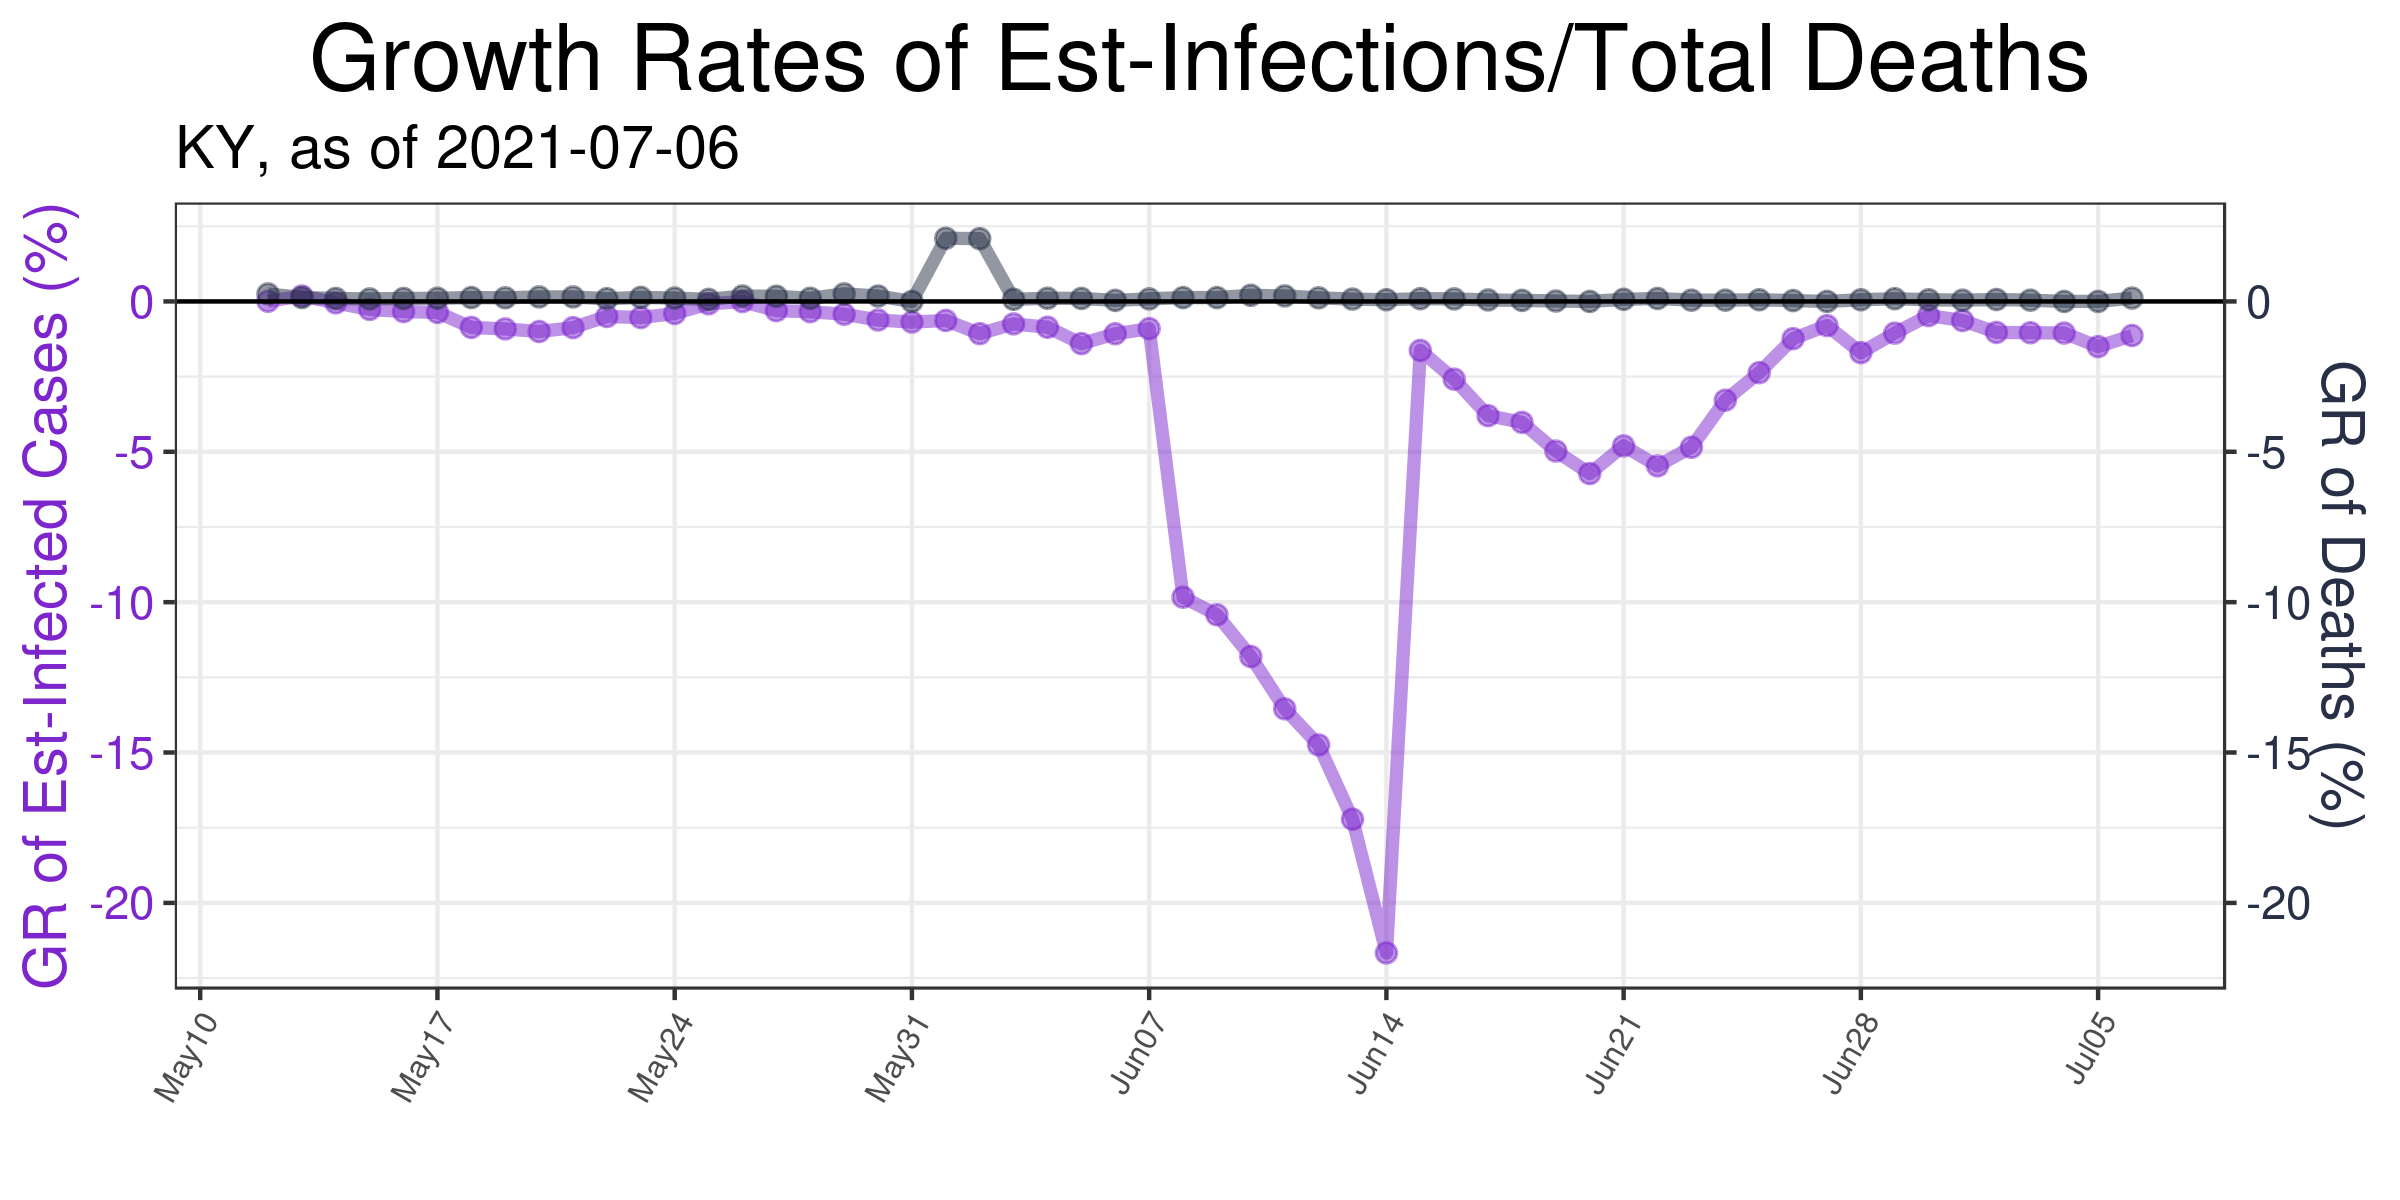 Growth Rates of Est-Infections/Total Deaths
KY, as of 2021-07-06
GR of Est-Infected Cases (%)
0
-5
-10
-15
-20
0
-5
-10
-15
-20
GR of Deaths (%)
May10
May17
May24
May31
Jun07
Jun14
Jun21
Jun28
Jul05